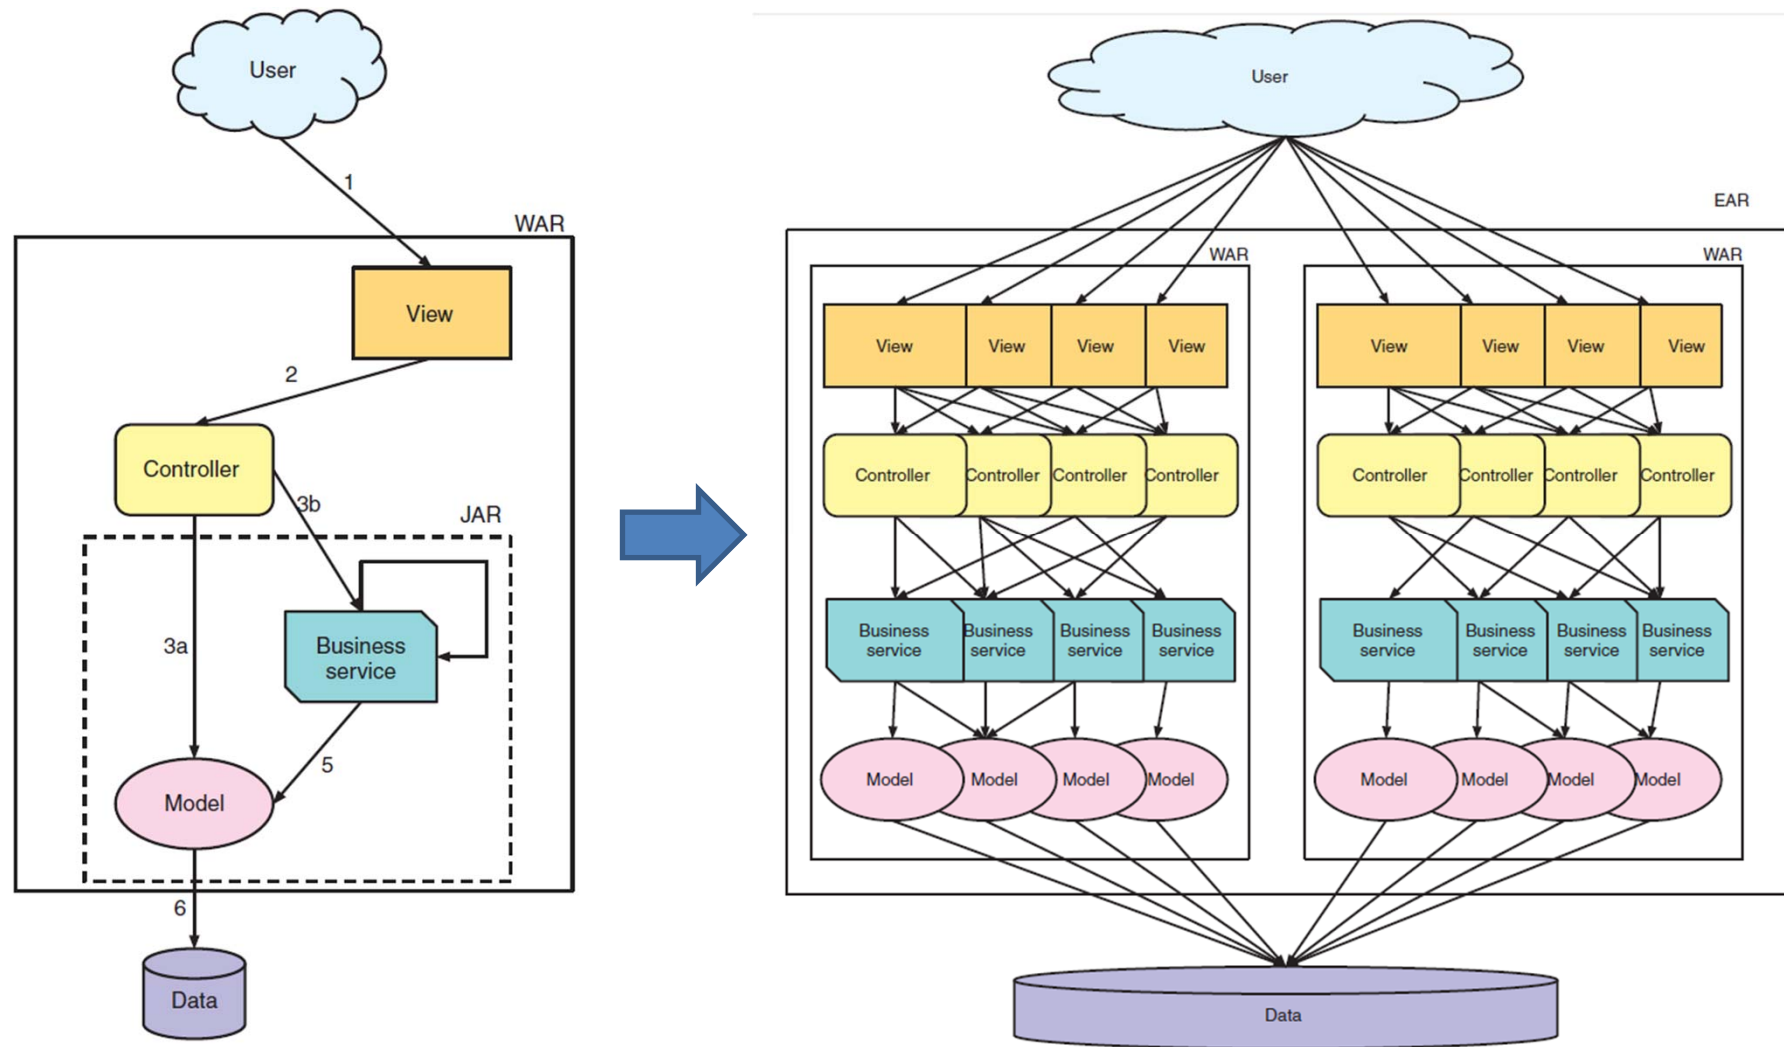 User
1
WAR
View
2
Controller
3b
JAR
3a
Business
service
5
Model
6
Data
User
EAR
WAR
View View View View
Controller Controller Controller Controller
Business Business Business Business
service service service service
Model Model Model Model
WAR
View View View View
Controller Controller Controller Controller
Business Business Business Business
service service service service
Model Model Model Model
Data